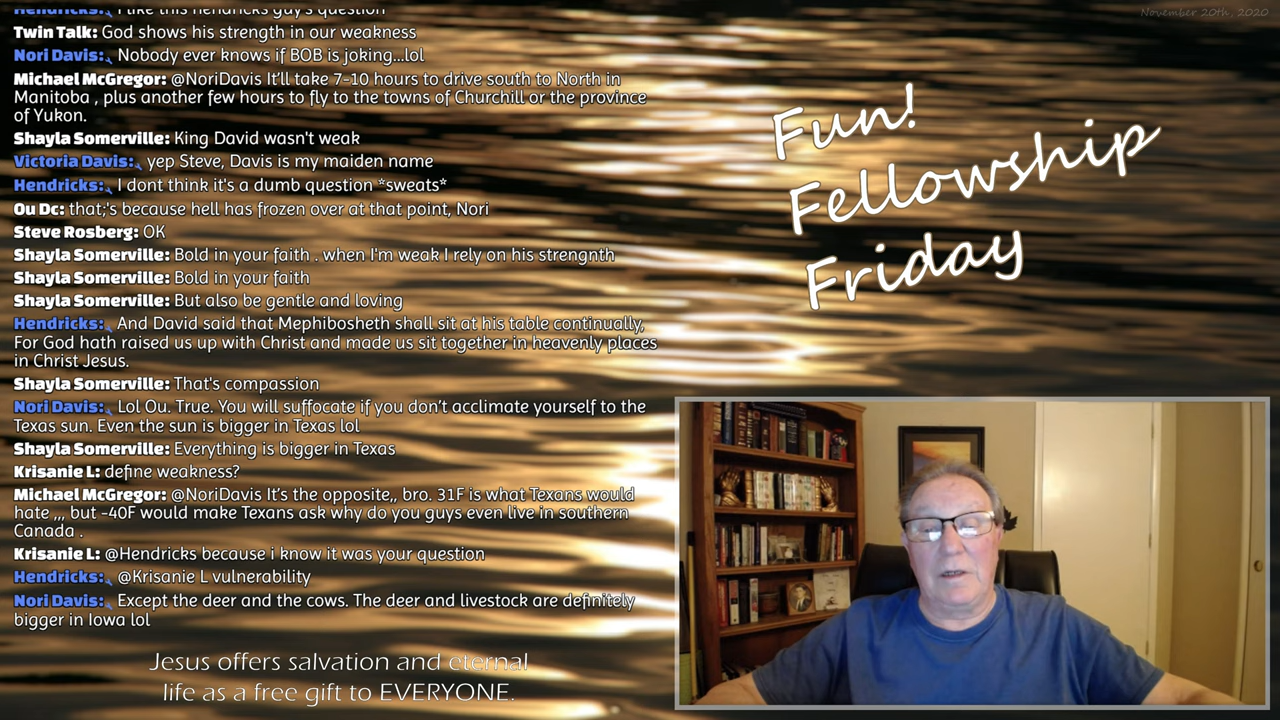 Hendricks: I like this hendricks guy's question
Twin Talk: God shows his strength in our weakness
Nori Davis: Nobody ever knows if BOB is joking...lol
Michael McGregor: @NoriDavis It'll take 7-10 hours to drive south to North in
Manitoba , plus another few hours to fly to the towns of Churchill or the province
of Yukon.
Shayla Somerville: King David wasn't weak
Victoria Davis: yep Steve, Davis is my maiden name
Hendricks: I dont think it's a dumb question *sweats*
Ou Dc: that;'s because hell has frozen over at that point, Nori
Steve Rosberg: OK
Shayla Somerville: Bold in your faith . when I'm weak I rely on his strengnth
Shayla Somerville: Bold in your faith
Shayla Somerville: But also be gentle and loving
Hendricks: And David said that Mephibosheth shall sit at his table continually,
For God hath raised us up with Christ and made us sit together in heavenly places
in Christ Jesus.
Shayla Somerville: That's compassion
Nori Davis: Lol Ou. True. You will suffocate if you don't acclimate yourself to the
Texas sun. Even the sun is bigger in Texas lol
Shayla Somerville: Everything is bigger in Texas
Krisanie L: define weakness?
Michael McGregor: @NoriDavis It's the opposite,, bro. 31F is what Texans would
hate ,,, but -40F would make Texans ask why do you guys even live in southern
Canada .
Krisanie L: @Hendricks because i know it was your question
Hendricks: @Krisanie L vulnerability
Nori Davis: Except the deer and the cows. The deer and livestock are definitely
bigger in Iowa lol
Jesus offers salvation and eternal
life as a free gift to EVERYONE.
November 20th, 2020
Fun!
Fellowship
Friday